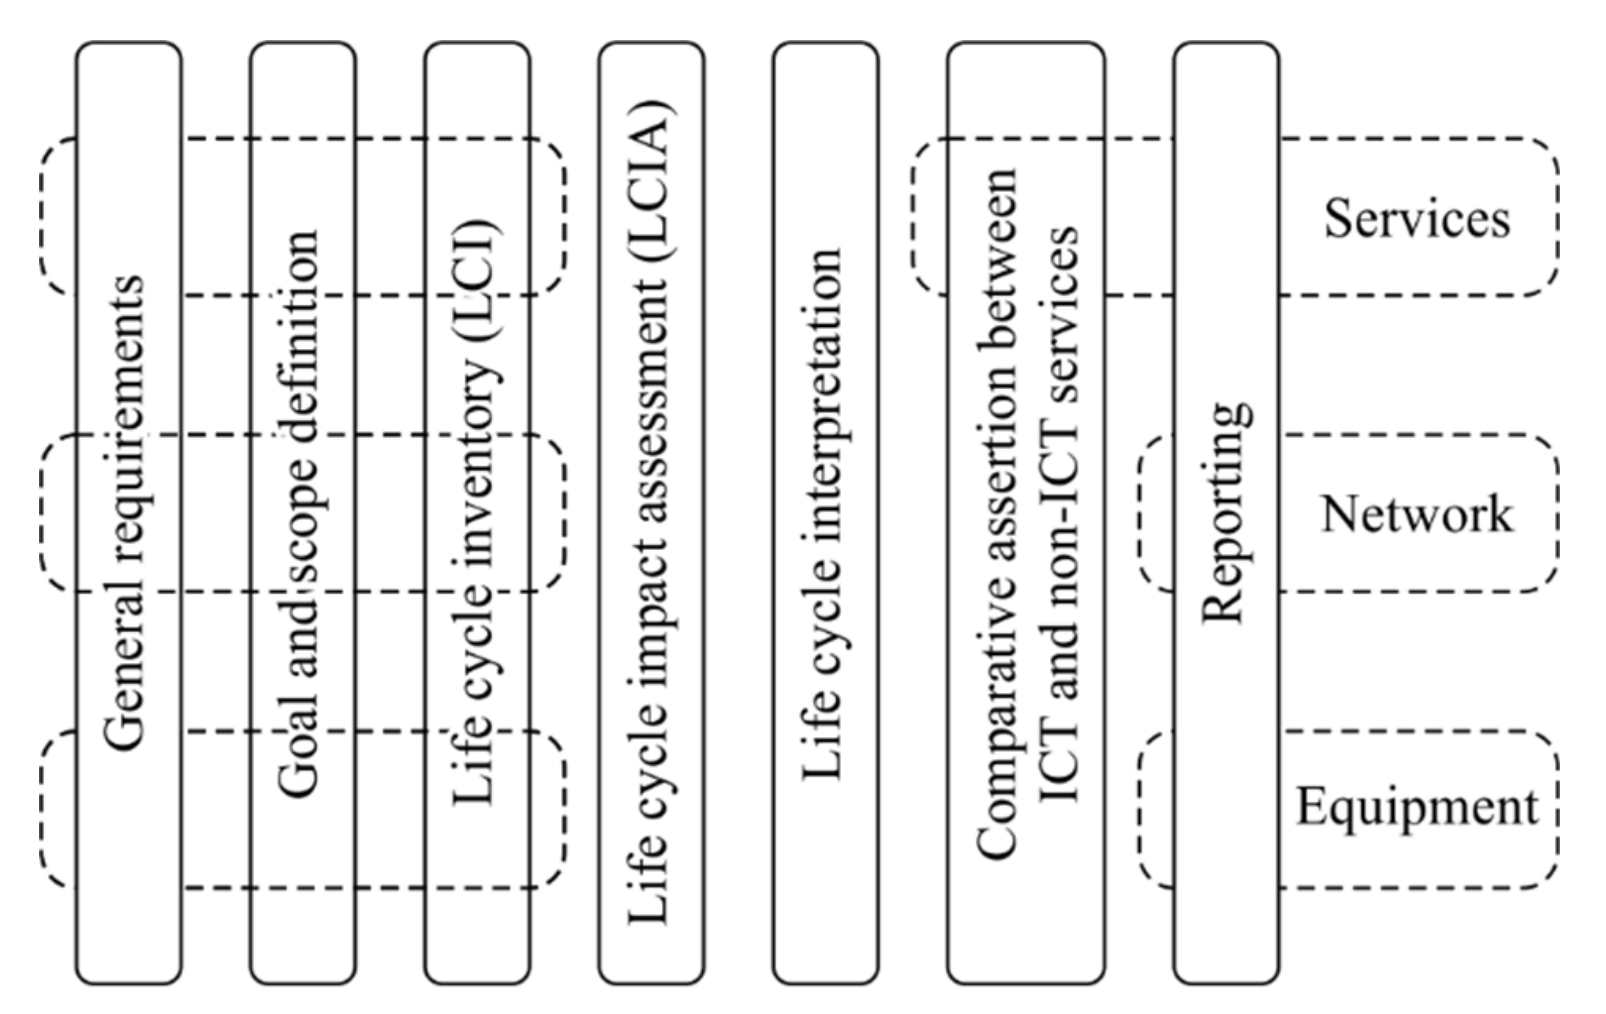 General requirements
Goal and scope definition
Life cycle inventory (LCI)
Life cycle impact assessment (LCIA)
Life cycle interpretation
Comparative assertion between
ICT and non-ICT services
Reporting
Services
Network
Equipment